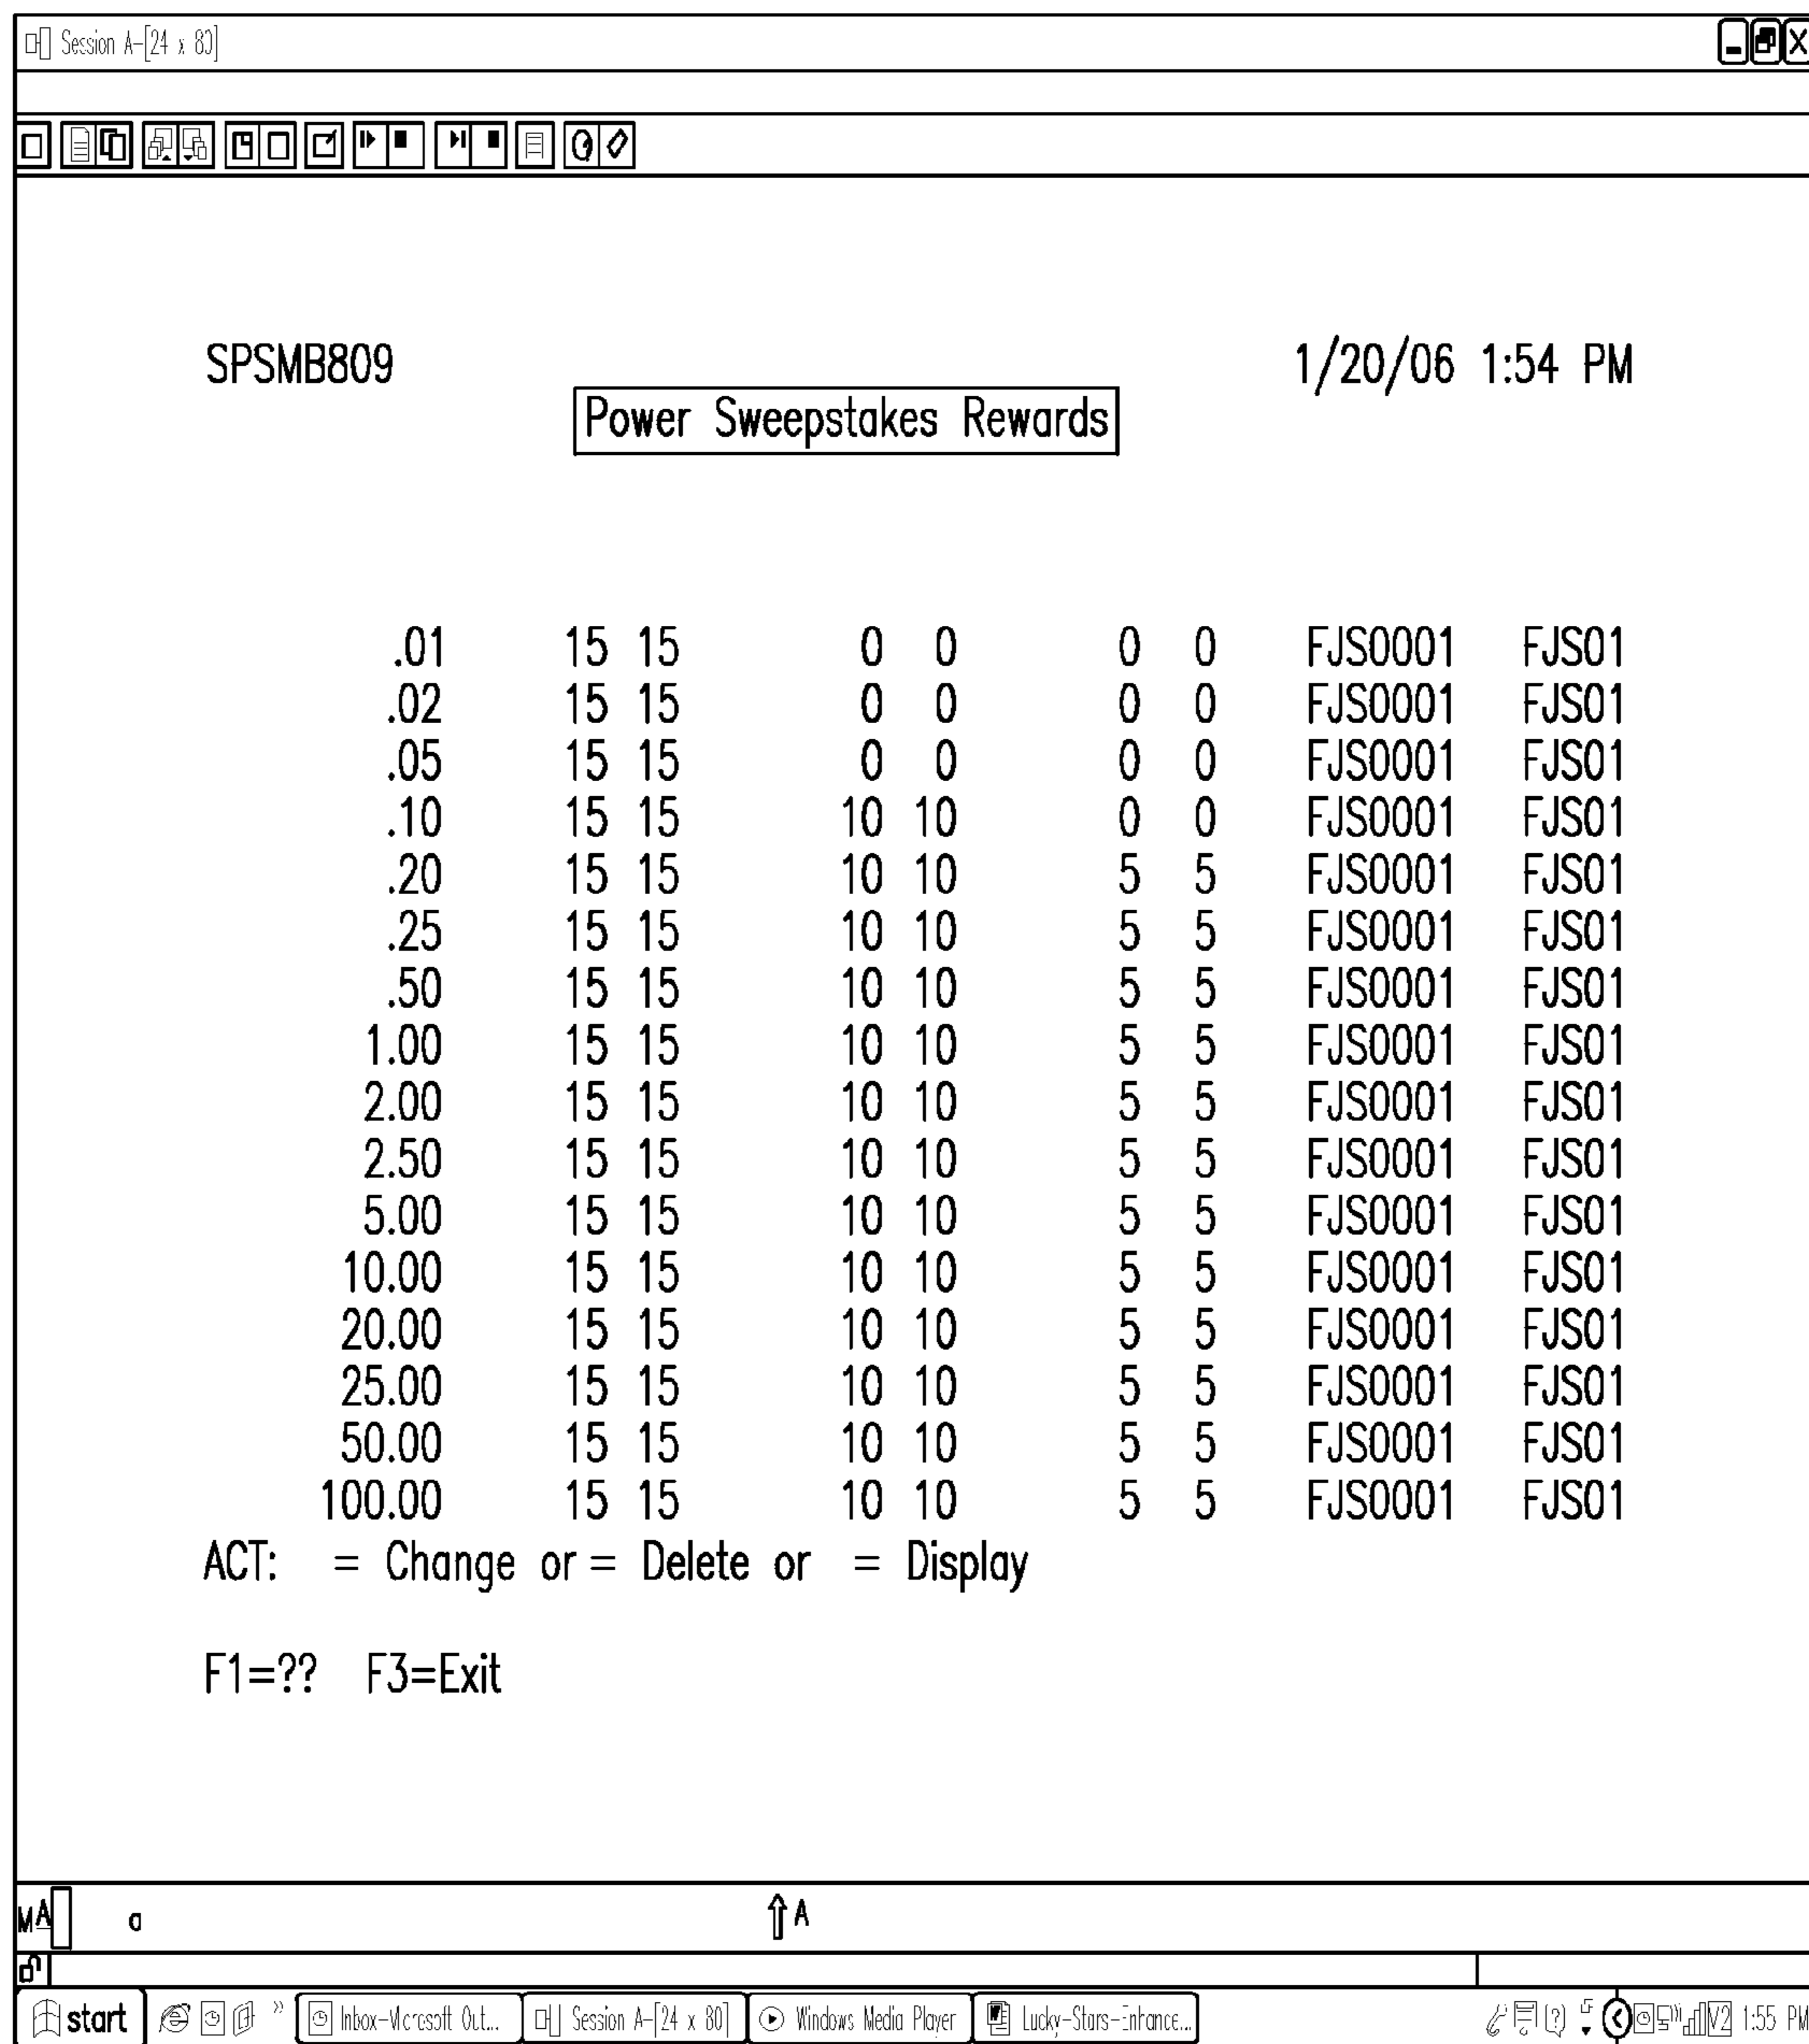 Session A-[24 x 80]
SPSMB809 1/20/06 1:54 PM
Power Sweepstakes Rewards
.01 15 15 0 0 0 0 FJS0001 FJS01
.02 15 15 0 0 0 0 FJS0001 FJS01
.05 15 15 0 0 0 0 FJS0001 FJS01
.10 15 15 10 10 0 0 FJS0001 FJS01
.20 15 15 10 10 5 5 FJS0001 FJS01
.25 15 15 10 10 5 5 FJS0001 FJS01
.50 15 15 10 10 5 5 FJS0001 FJS01
1.00 15 15 10 10 5 5 FJS0001 FJS01
2.00 15 15 10 10 5 5 FJS0001 FJS01
2.50 15 15 10 10 5 5 FJS0001 FJS01
5.00 15 15 10 10 5 5 FJS0001 FJS01
10.00 15 15 10 10 5 5 FJS0001 FJS01
20.00 15 15 10 10 5 5 FJS0001 FJS01
25.00 15 15 10 10 5 5 FJS0001 FJS01
50.00 15 15 10 10 5 5 FJS0001 FJS01
100.00 15 15 10 10 5 5 FJS0001 FJS01
ACT: = Change or = Delete or = Display
F1=?? F3=Exit
MA a A
start Inbox-Microsoft Out... Session A-[24 x 80] Windows Media Player Lucky-Stars-Enhance... V2 1:55 PM